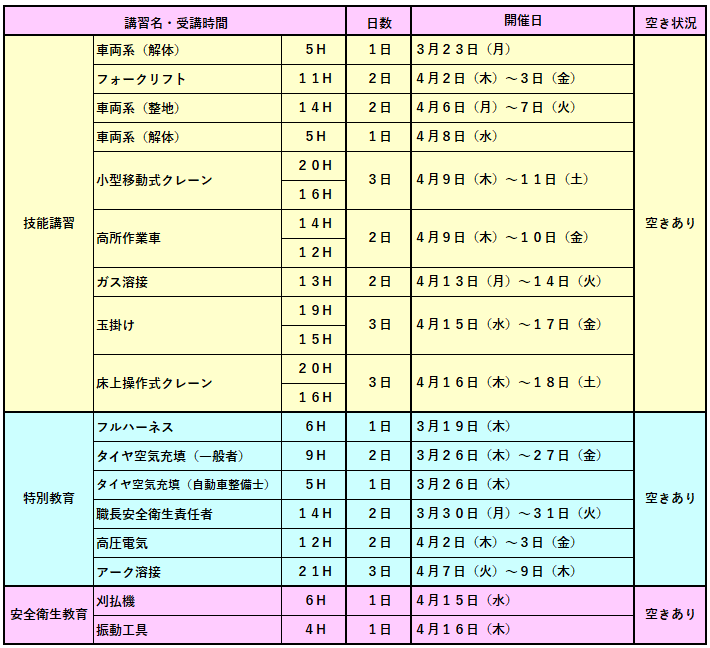 講習名・受講時間 日数 開催日 空き状況
技能講習 空きあり
車両系（解体） ５Ｈ １日 ３月２３日（月）
フォークリフト １１Ｈ ２日 ４月２日（木）～３日（金）
車両系（整地） １４Ｈ ２日 ４月６日（月）～７日（火）
車両系（解体） ５Ｈ １日 ４月８日（水）
小型移動式クレーン ２０Ｈ １６Ｈ ３日 ４月９日（木）～１１日（土）
高所作業車 １４Ｈ １２Ｈ ２日 ４月９日（木）～１０日（金）
ガス溶接 １３Ｈ ２日 ４月１３日（月）～１４日（火）
玉掛け １９Ｈ １５Ｈ ３日 ４月１５日（水）～１７日（金）
床上操作式クレーン ２０Ｈ １６Ｈ ３日 ４月１６日（木）～１８日（土）
特別教育 空きあり
フルハーネス ６Ｈ １日 ３月１９日（木）
タイヤ空気充填（一般者） ９Ｈ ２日 ３月２６日（木）～２７日（金）
タイヤ空気充填（自動車整備士） ５Ｈ １日 ３月２６日（木）
職長安全衛生責任者 １４Ｈ ２日 ３月３０日（月）～３１日（火）
高圧電気 １２Ｈ ２日 ４月２日（木）～３日（金）
アーク溶接 ２１Ｈ ３日 ４月７日（火）～９日（木）
安全衛生教育 空きあり
刈払機 ６Ｈ １日 ４月１５日（水）
振動工具 ４Ｈ １日 ４月１６日（木）